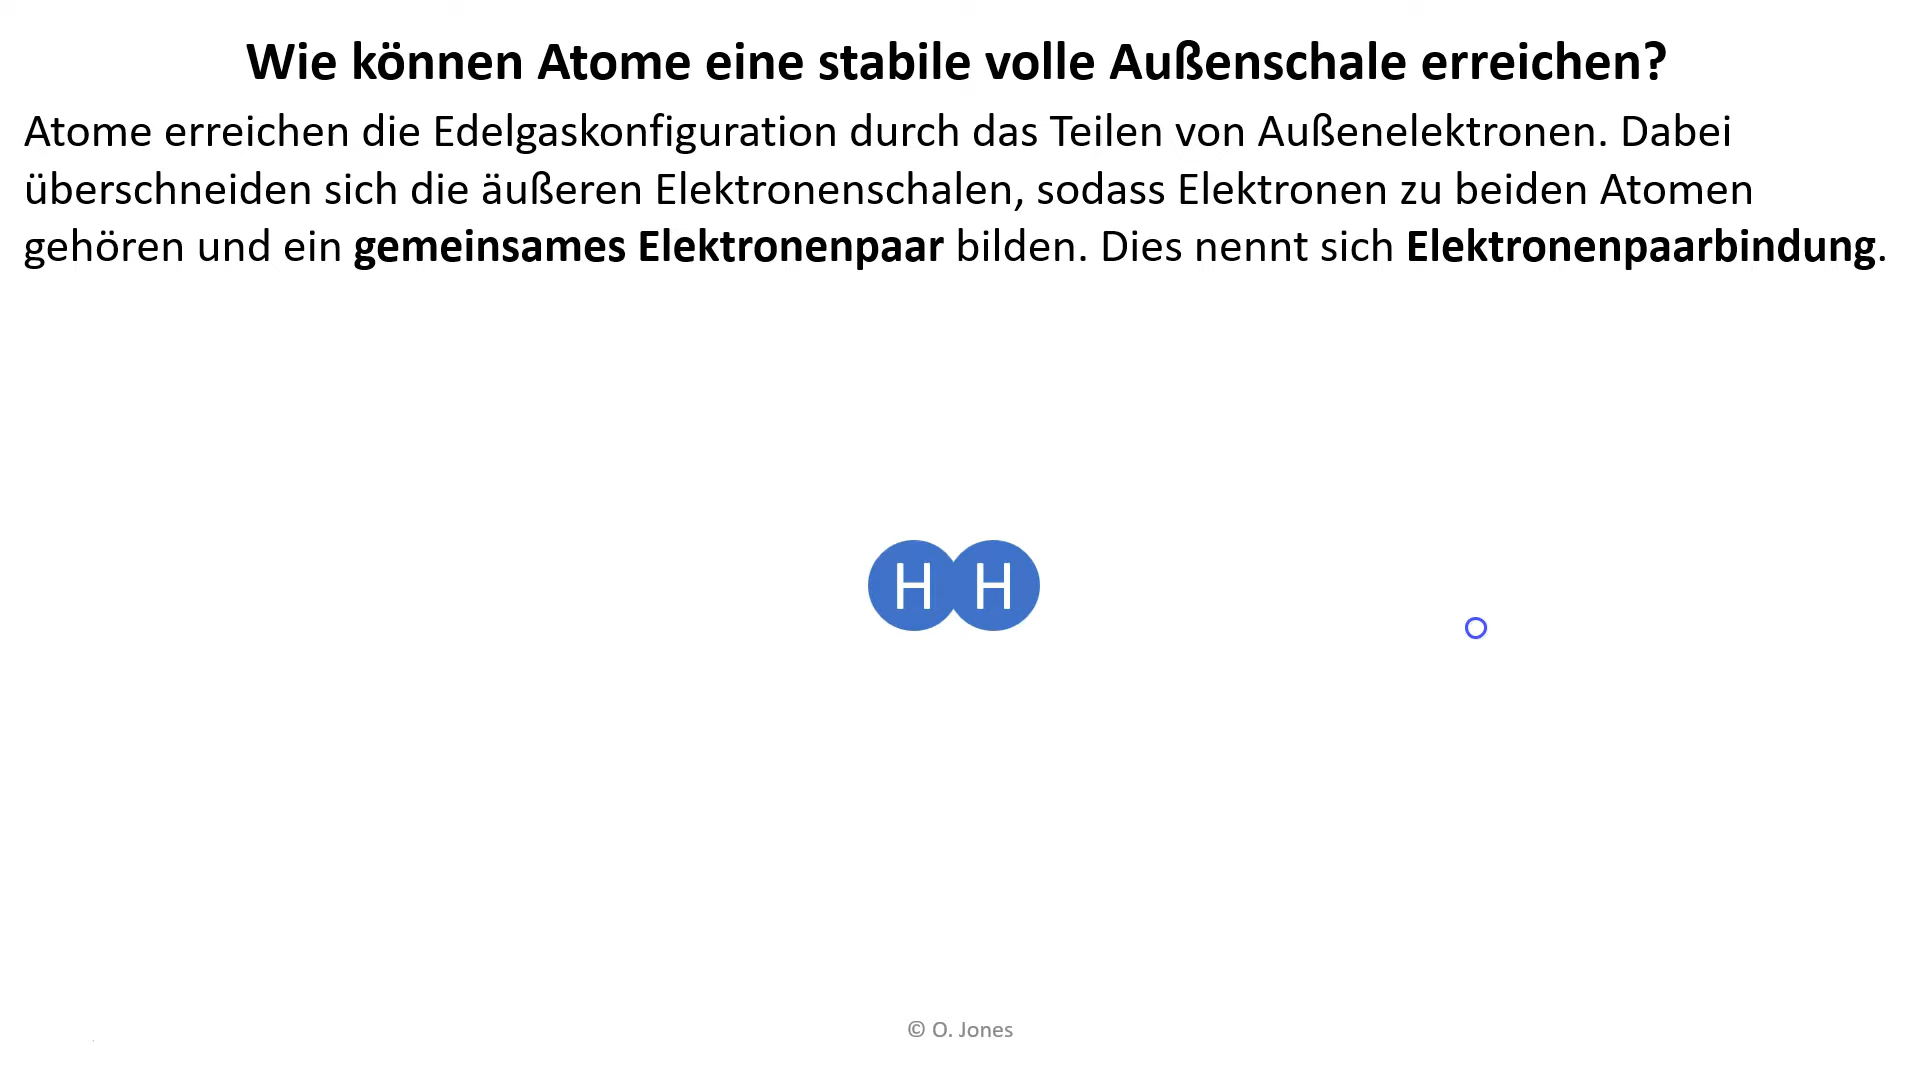 Wie können Atome eine stabile volle Außenschale erreichen?
Atome erreichen die Edelgaskonfiguration durch das Teilen von Außenelektronen. Dabei
überschneiden sich die äußeren Elektronenschalen, sodass Elektronen zu beiden Atomen
gehören und ein gemeinsames Elektronenpaar bilden. Dies nennt sich Elektronenpaarbindung.
H H
© O. Jones